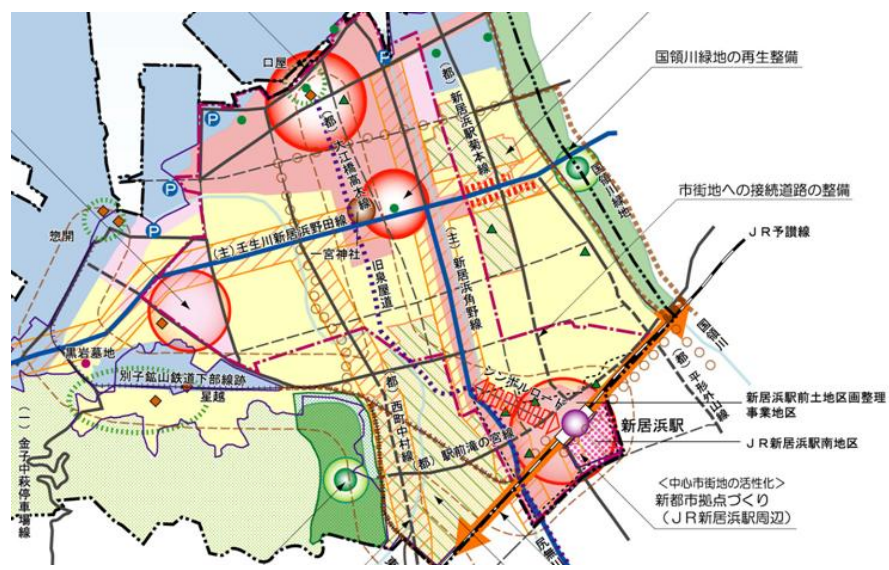 口屋
P
P
P
P
(都)新居浜駅菊本線
国領川緑地の再生整備
(都)大江橋高木線
国領川緑地
市街地への接続道路の整備
惣開
(主)壬生川新居浜野田線
一宮神社
旧泉屋道
(主)新居浜角野線
JR予讃線
黒岩墓地
別子鉱山鉄道下部線跡
星越
シンボルロード
国領川
(都)平形外山線
(都)西町中村線
(都)駅前滝の宮線
新居浜駅
新居浜駅前土地区画整理
事業地区
JR新居浜駅南地区
(一)金子中萩停車場線
<中心市街地の活性化>
新都市拠点づくり
(JR新居浜駅周辺)
尻無川